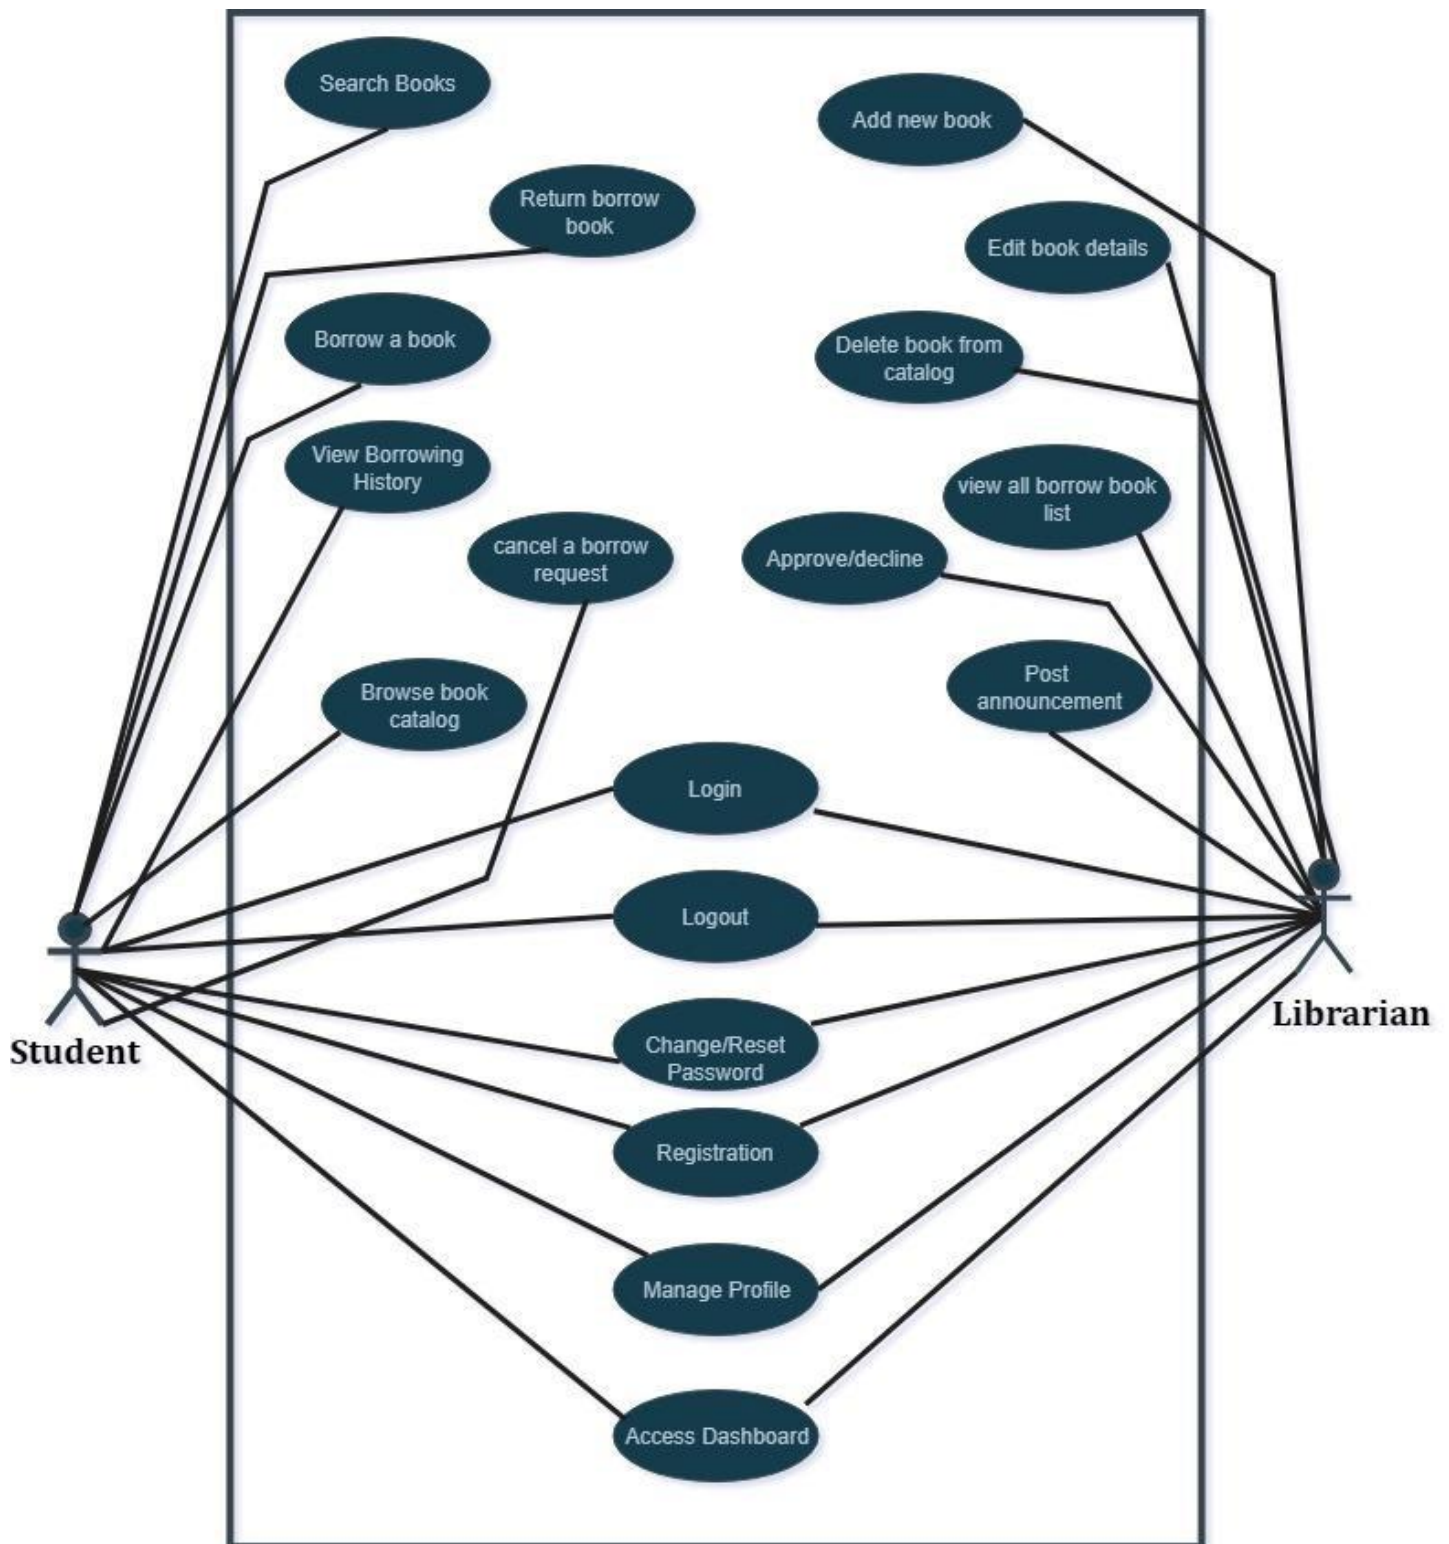 Search Books
Add new book
Return borrow
book
Edit book details
Borrow a book
Delete book from
catalog
View Borrowing
History
view all borrow book
list
cancel a borrow
request
Approve/decline
Browse book
catalog
Post
announcement
Login
Logout
Student
Librarian
Change/Reset
Password
Registration
Manage Profile
Access Dashboard